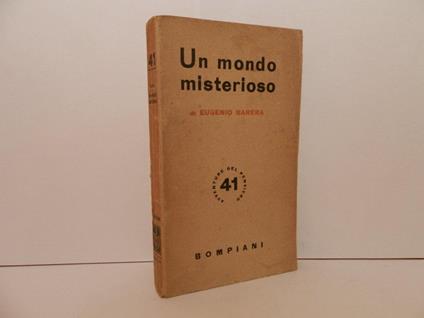 41
Un mondo
misterioso
di EUGENIO BARERA
AVVENTURE DEL PENSIERO
41
BOMPIANI